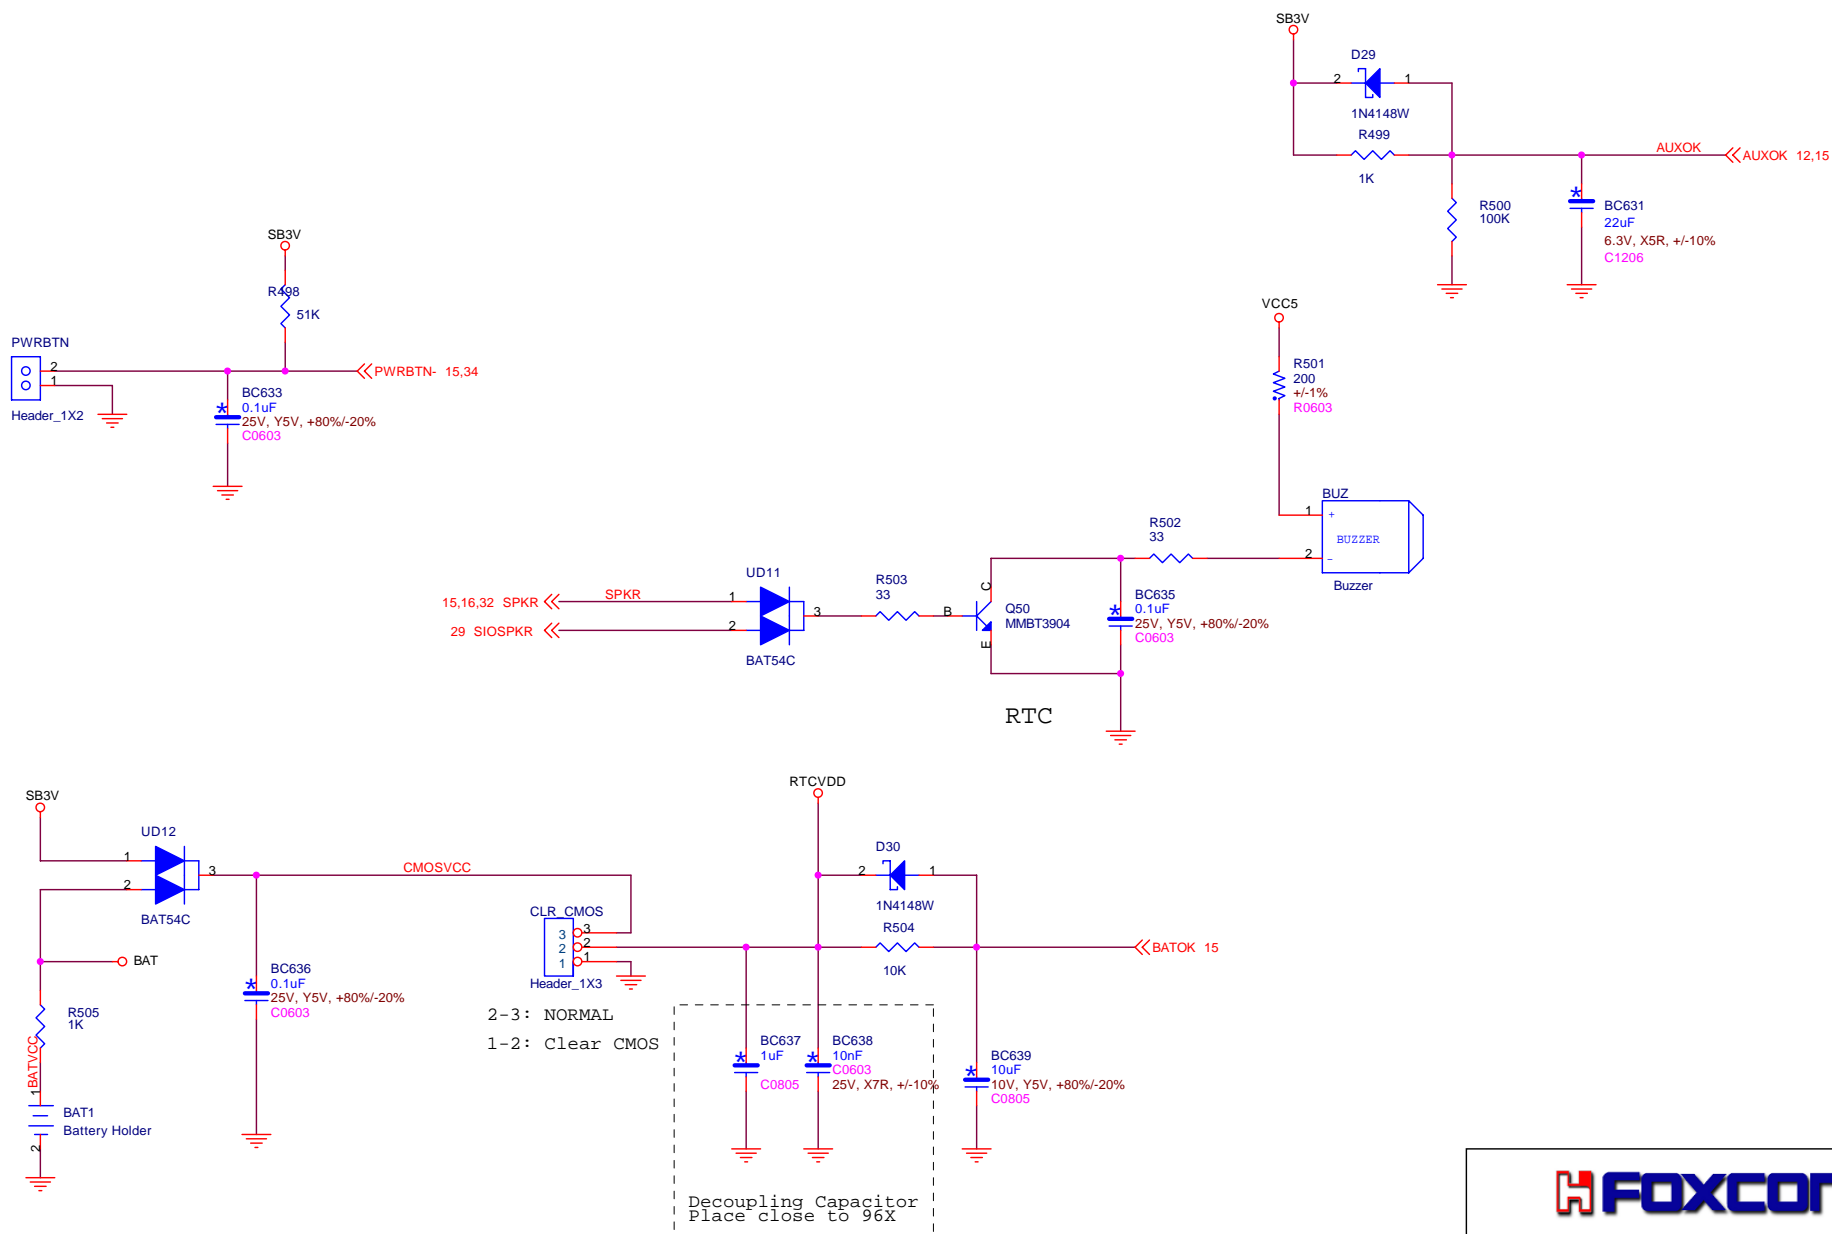 SB3V
D29
2 1
1N4148W
R499
1K
AUXOK
AUXOK 12,15
R500
100K
BC631
22uF
6.3V, X5R, +/-10%
C1206
SB3V
R498
51K
PWRBTN
2
1
Header_1X2
PWRBTN- 15,34
BC633
0.1uF
25V, Y5V, +80%/-20%
C0603
VCC5
R501
200
+/-1%
R0603
BUZ
1 +
BUZZER
2 -
Buzzer
R502
33
UD11
15,16,32 SPKR
SPKR
1
29 SIOSPKR
2
3
BAT54C
R503
33
B
C
E
Q50
MMBT3904
BC635
0.1uF
25V, Y5V, +80%/-20%
C0603
RTC
SB3V
UD12
1
2
3
BAT54C
CMOSVCC
BAT
R505
1K
BATVCC
1
BAT1
Battery Holder
2
BC636
0.1uF
25V, Y5V, +80%/-20%
C0603
CLR_CMOS
3 3
2 2
1 1
Header_1X3
2-3: NORMAL
1-2: Clear CMOS
RTCVDD
D30
2 1
1N4148W
R504
10K
BATOK 15
BC637
1uF
C0805
BC638
10nF
C0603
25V, X7R, +/-10%
BC639
10uF
10V, Y5V, +80%/-20%
C0805
Decoupling Capacitor
Place close to 96X